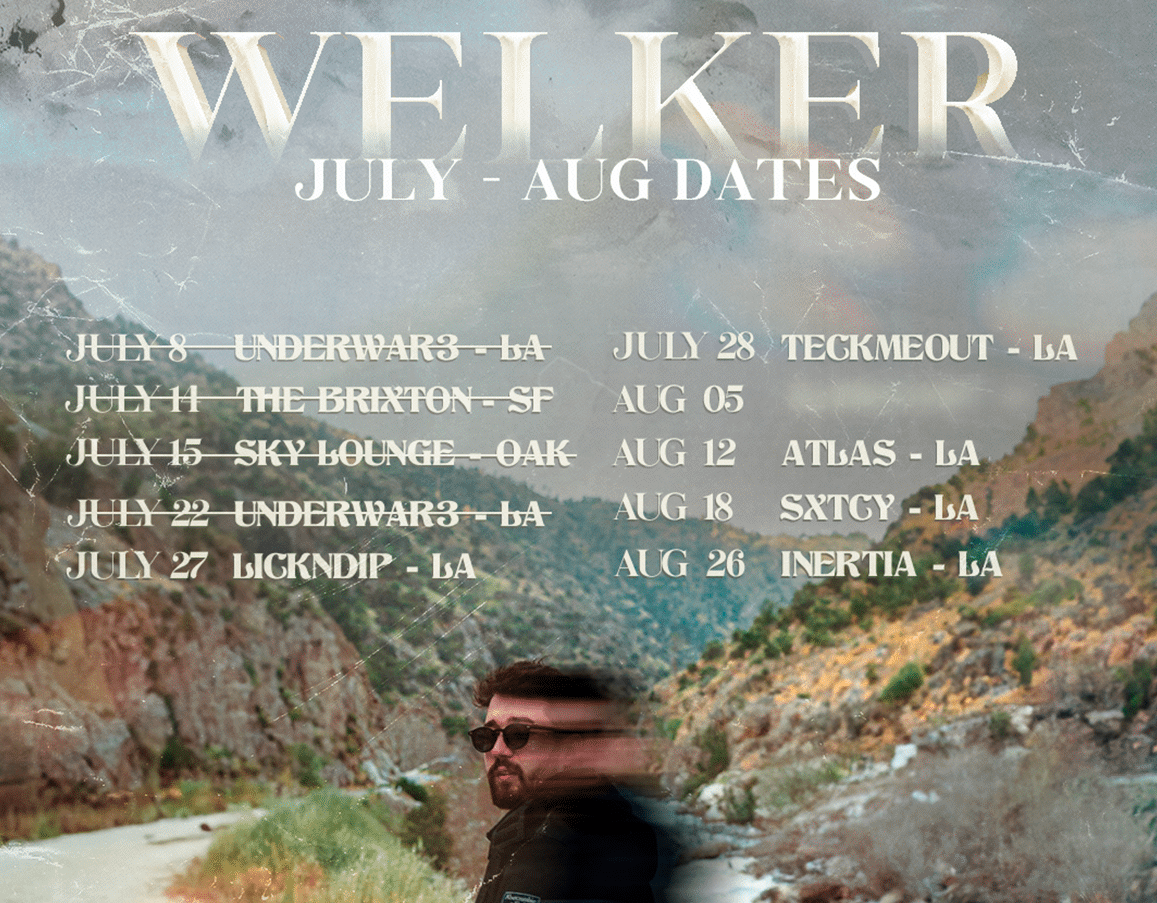 WELKER
JULY - AUG DATES
JULY 8 UNDERWAR3 - LA
JULY 14 THE BRIXTON - SF
JULY 15 SKY LOUNGE - OAK
JULY 22 UNDERWAR3 - LA
JULY 27 LICKNDIP - LA
JULY 28 TECKMEOUT - LA
AUG 05
AUG 12 ATLAS - LA
AUG 18 SXTCY - LA
AUG 26 INERTIA - LA